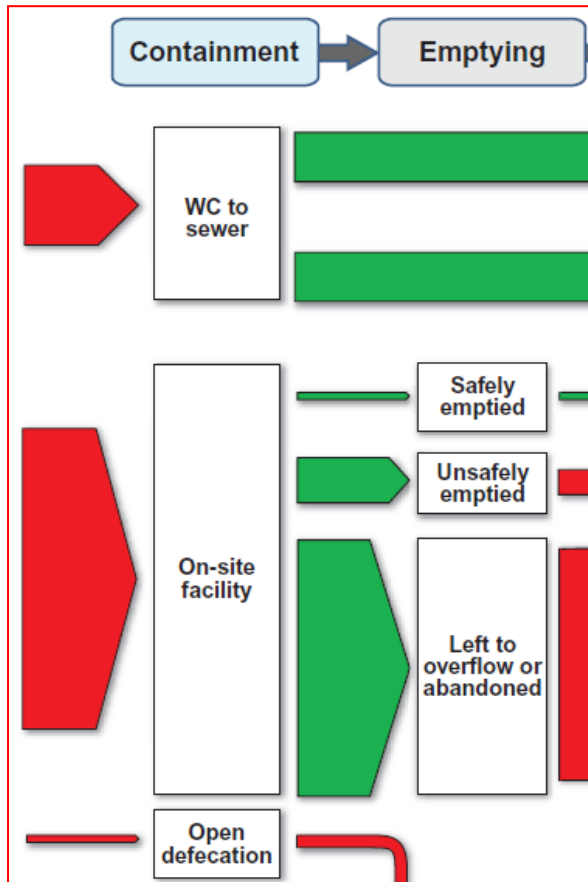 Containment
Emptying
WC to
sewer
Safely
emptied
Unsafely
emptied
On-site
facility
Left to
overflow or
abandoned
Open
defecation